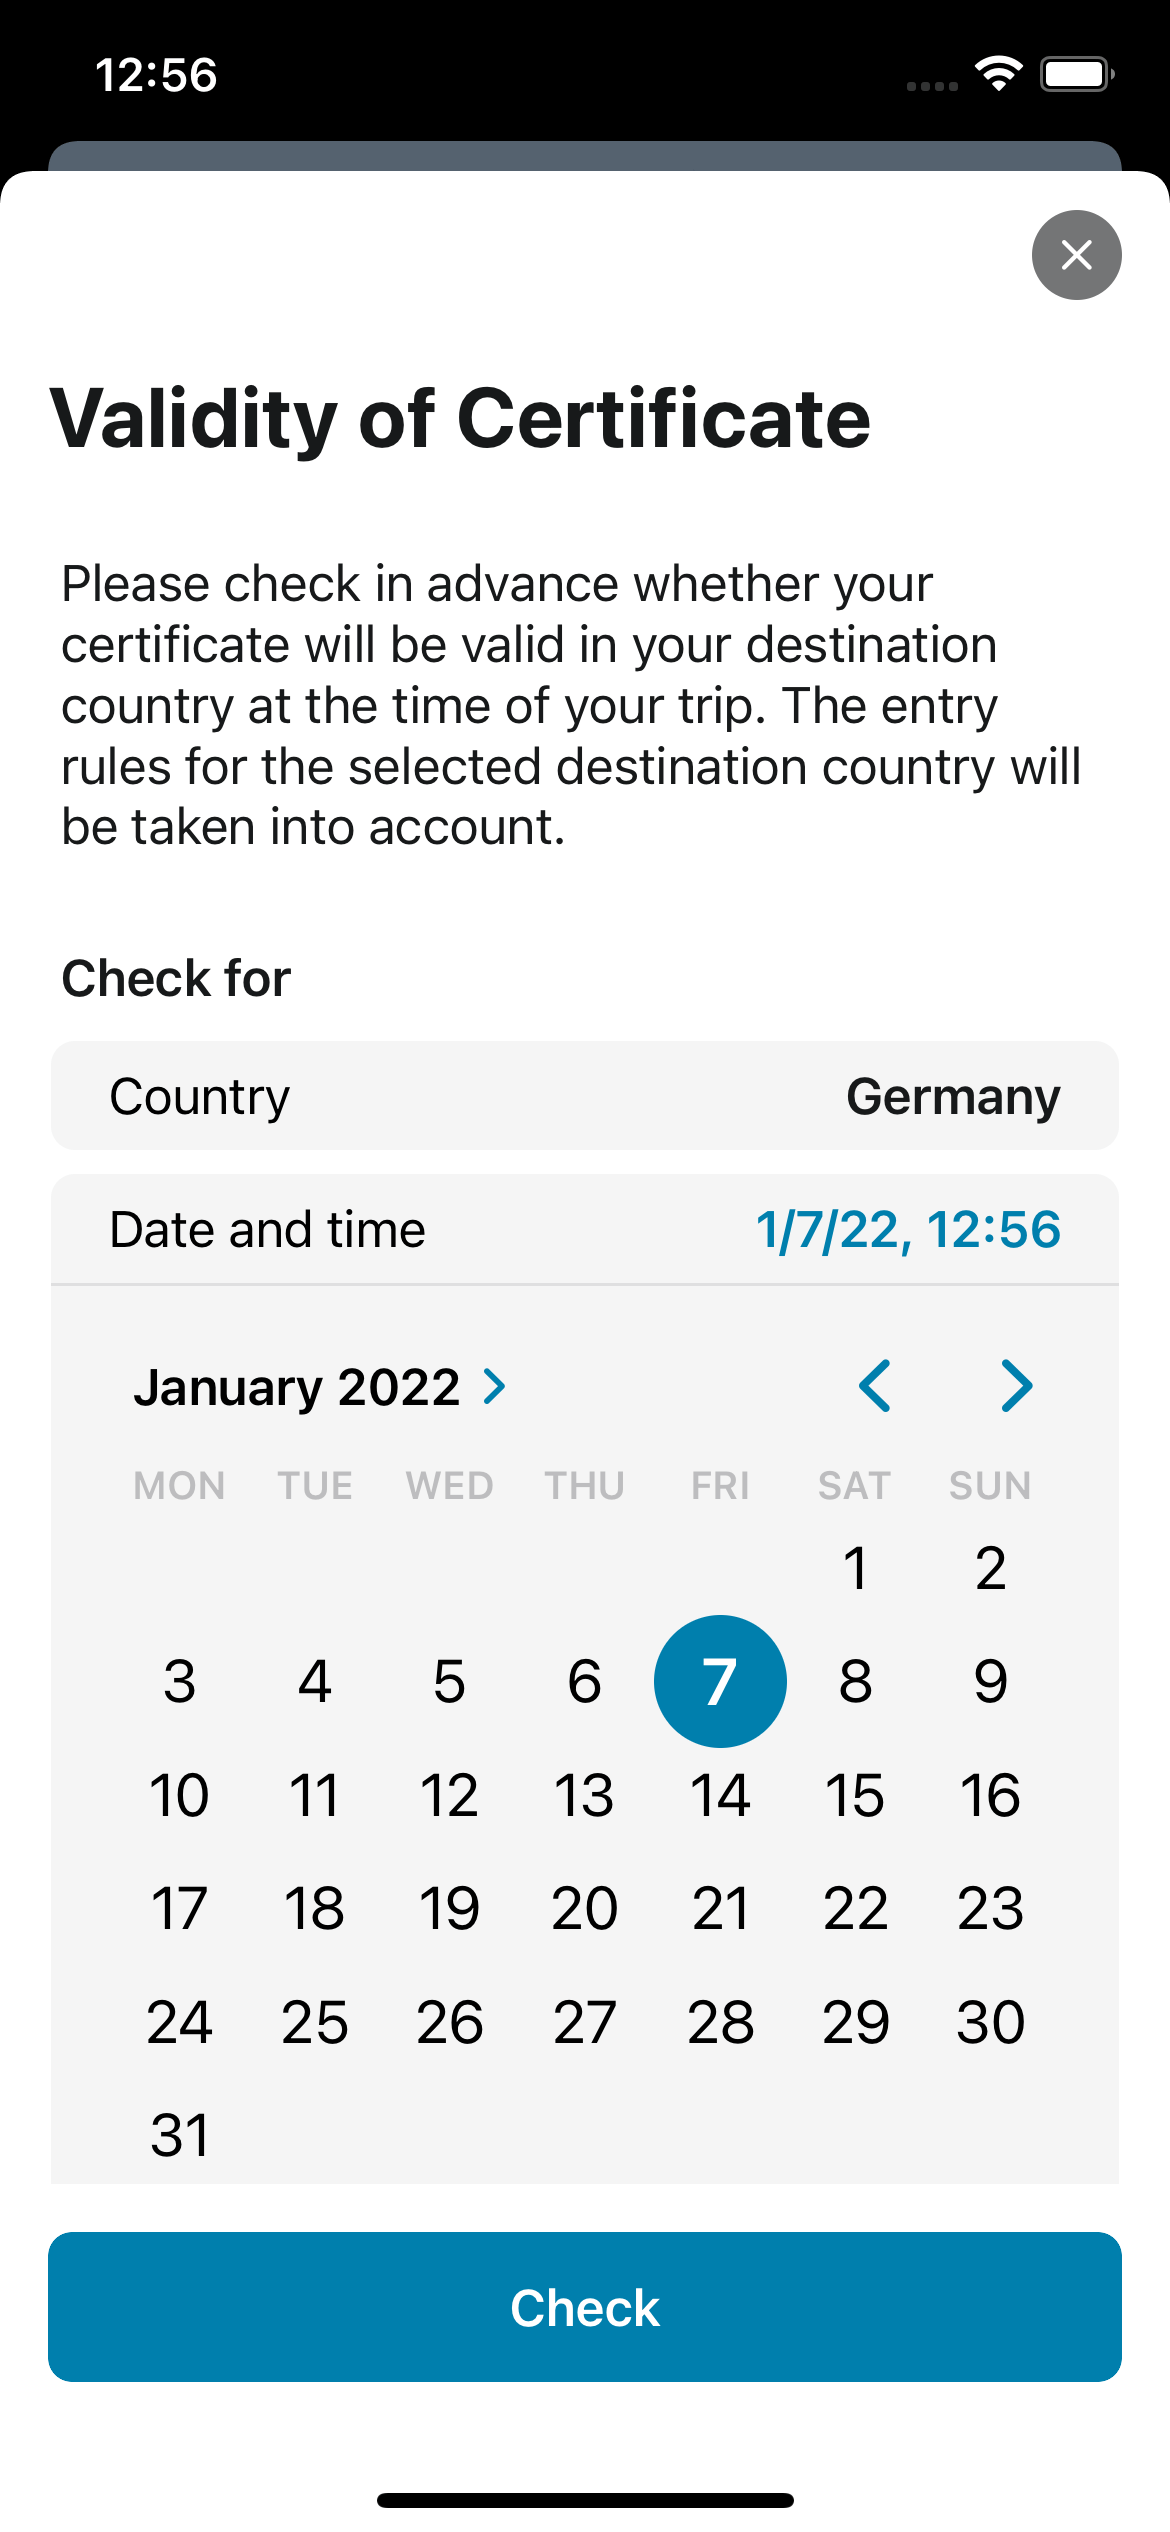 12:56
Validity of Certificate
Please check in advance whether your
certificate will be valid in your destination
country at the time of your trip. The entry
rules for the selected destination country will
be taken into account.
Check for
Country Germany
Date and time 1/7/22, 12:56
January 2022
MON TUE WED THU FRI SAT SUN
1 2
3 4 5 6 7 8 9
10 11 12 13 14 15 16
17 18 19 20 21 22 23
24 25 26 27 28 29 30
31
Check